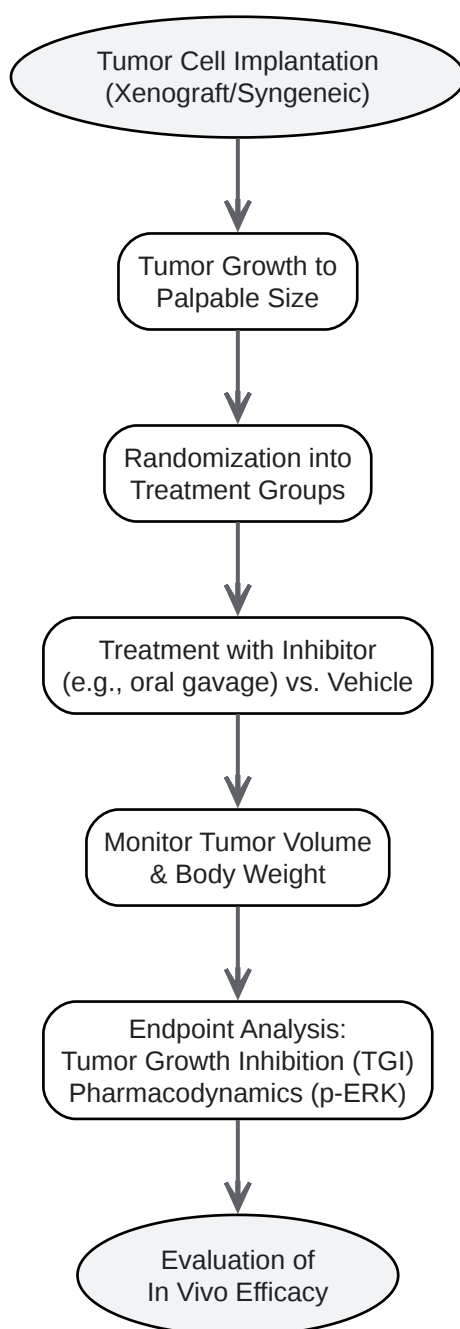 Tumor Cell Implantation
(Xenograft/Syngeneic)
Tumor Growth to
Palpable Size
Randomization into
Treatment Groups
Treatment with Inhibitor
(e.g., oral gavage) vs. Vehicle
Monitor Tumor Volume
& Body Weight
Endpoint Analysis:
Tumor Growth Inhibition (TGI)
Pharmacodynamics (p-ERK)
Evaluation of
In Vivo Efficacy